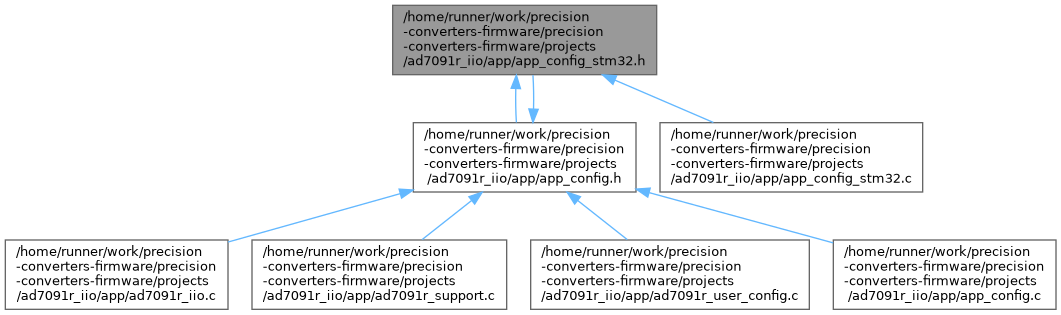 /home/runner/work/precision
-converters-firmware/precision
-converters-firmware/projects
/ad7091r_iio/app/app_config_stm32.h
/home/runner/work/precision
-converters-firmware/precision
-converters-firmware/projects
/ad7091r_iio/app/app_config.h
/home/runner/work/precision
-converters-firmware/precision
-converters-firmware/projects
/ad7091r_iio/app/app_config_stm32.c
/home/runner/work/precision
-converters-firmware/precision
-converters-firmware/projects
/ad7091r_iio/app/ad7091r_iio.c
/home/runner/work/precision
-converters-firmware/precision
-converters-firmware/projects
/ad7091r_iio/app/ad7091r_support.c
/home/runner/work/precision
-converters-firmware/precision
-converters-firmware/projects
/ad7091r_iio/app/ad7091r_user_config.c
/home/runner/work/precision
-converters-firmware/precision
-converters-firmware/projects
/ad7091r_iio/app/app_config.c